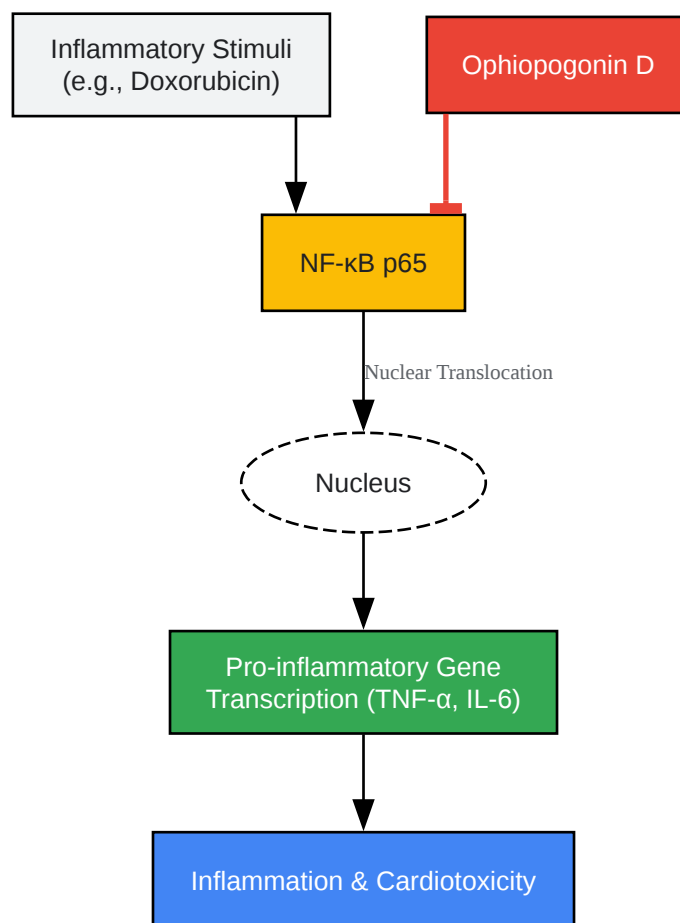 Inflammatory Stimuli
(e.g., Doxorubicin)
Ophiopogonin D
NF-κB p65
Nuclear Translocation
Nucleus
Pro-inflammatory Gene
Transcription (TNF-α, IL-6)
Inflammation & Cardiotoxicity